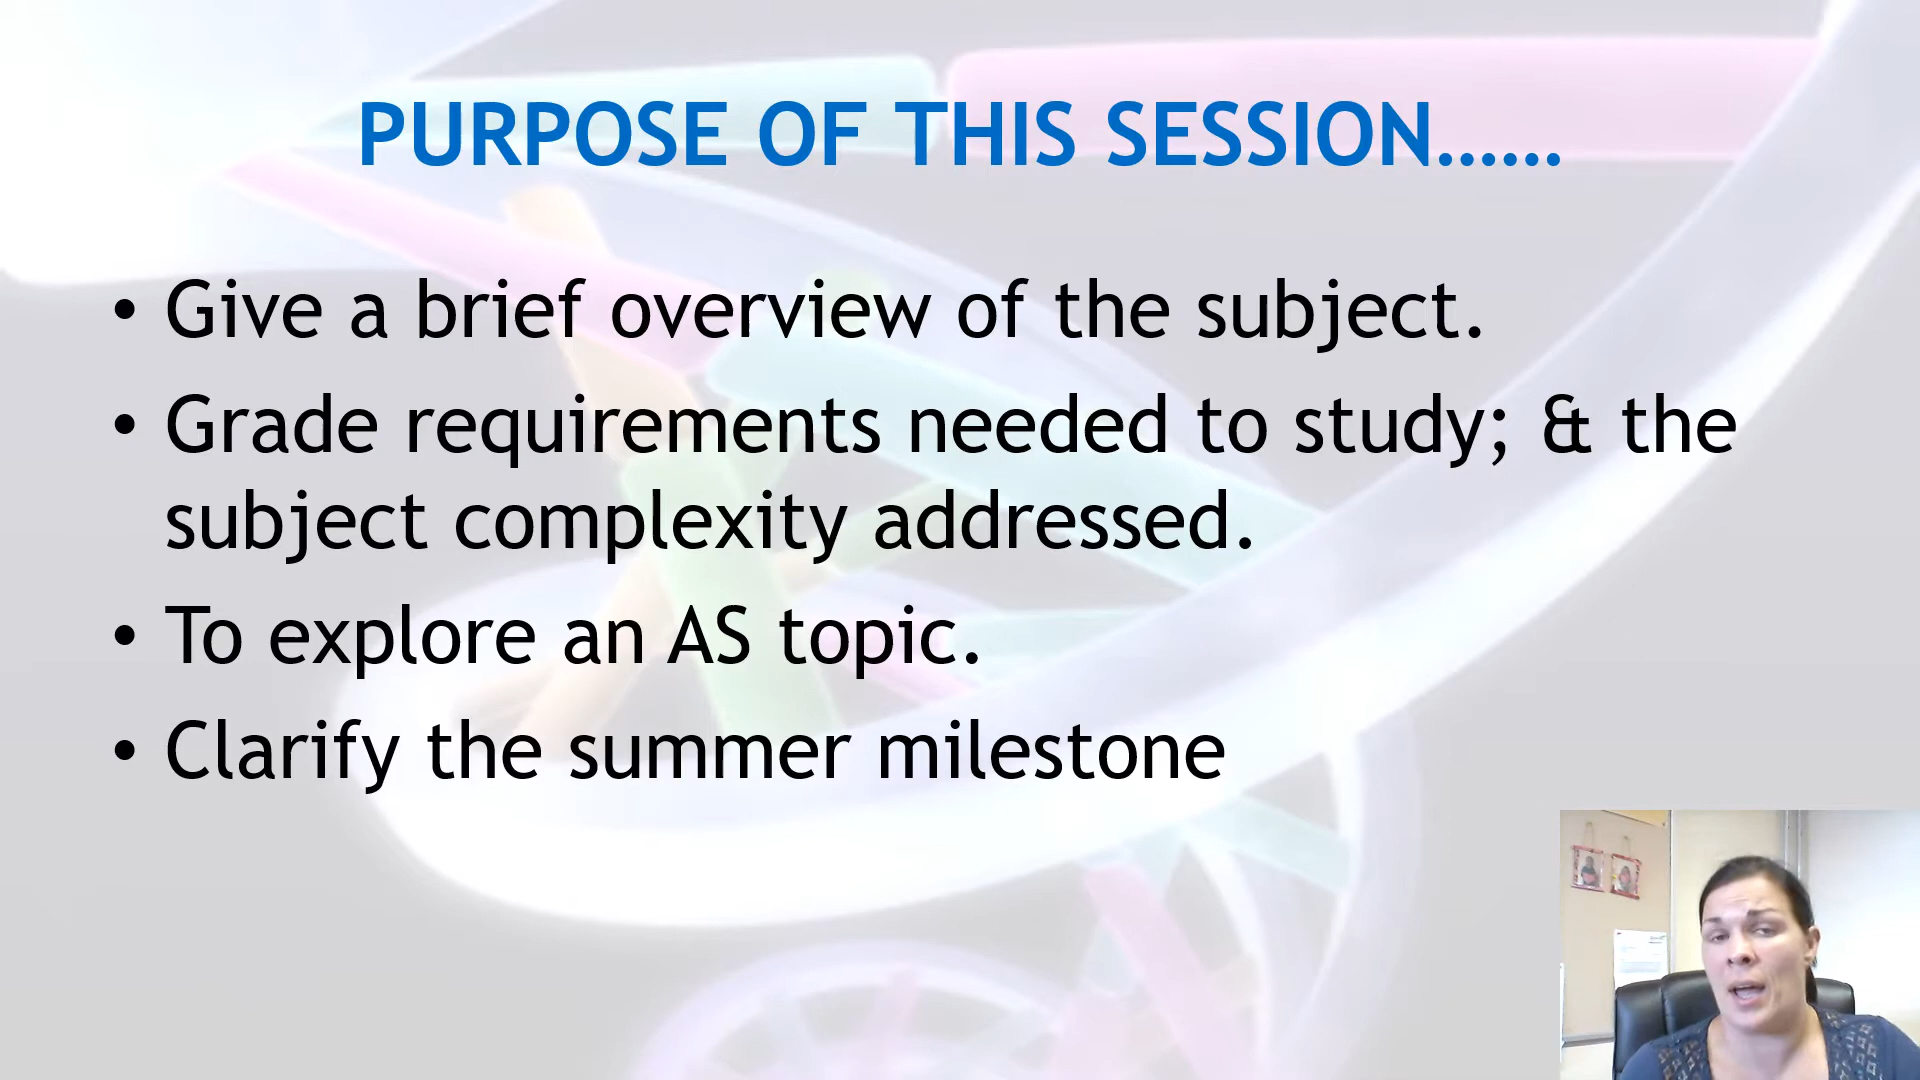 PURPOSE OF THIS SESSION......
• Give a brief overview of the subject.
• Grade requirements needed to study; & the
subject complexity addressed.
• To explore an AS topic.
• Clarify the summer milestone